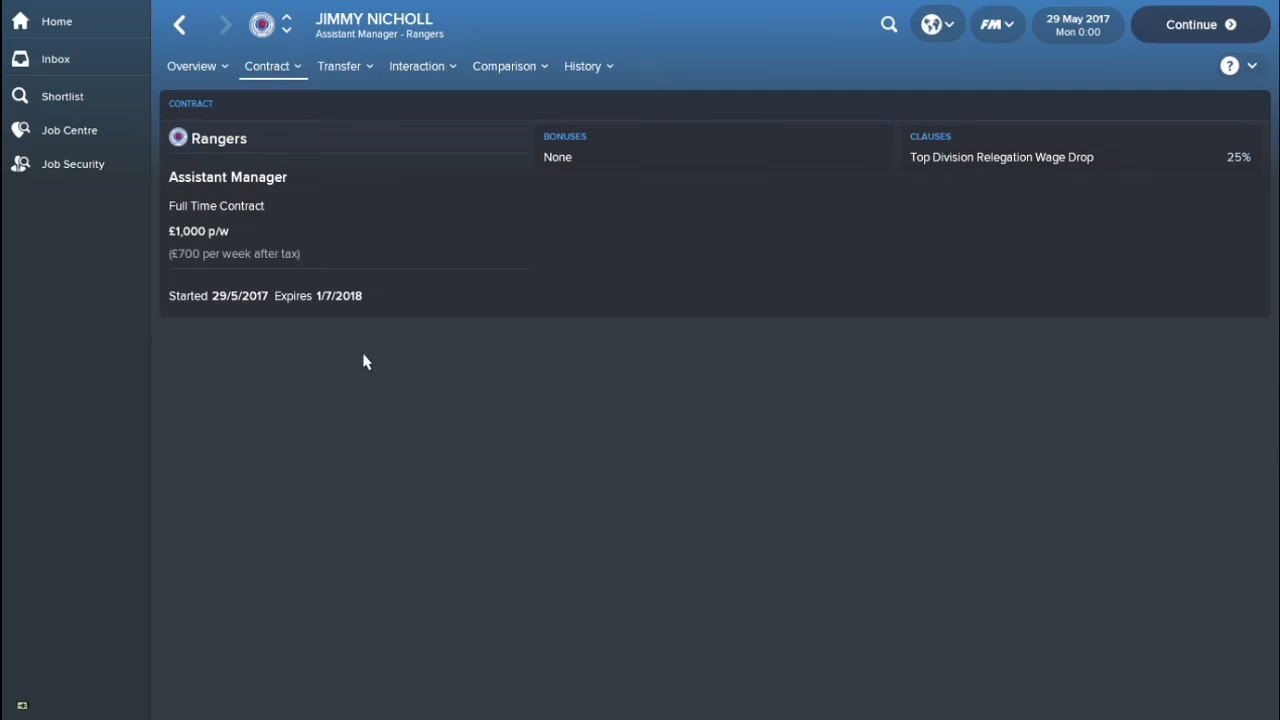 Home
Inbox
Shortlist
Job Centre
Job Security
JIMMY NICHOLL
Assistant Manager - Rangers
FM
29 May 2017
Mon 0:00
Continue
Overview
Contract
Transfer
Interaction
Comparison
History
?
CONTRACT
Rangers
Assistant Manager
Full Time Contract
£1,000 p/w
(£700 per week after tax)
Started 29/5/2017 Expires 1/7/2018
BONUSES
None
CLAUSES
Top Division Relegation Wage Drop 25%